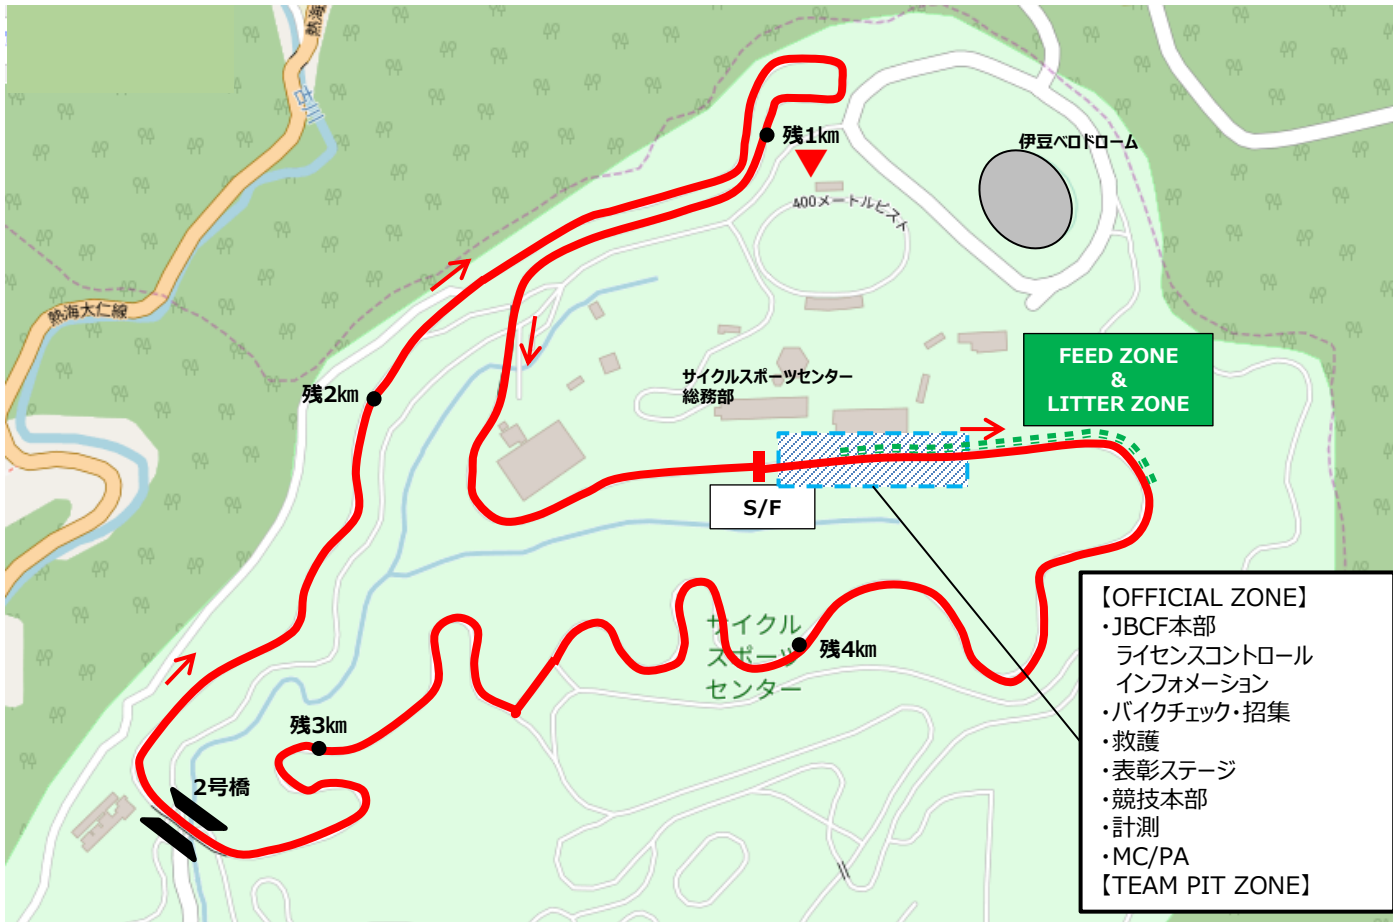 熱海
古川
残1km
伊豆ベロドローム
400メートルピスト
熱海大仁線
残2km
サイクルスポーツセンター
総務部
FEED ZONE
&
LITTER ZONE
S/F
サイクル
スポーツ
センター
残4km
残3km
2号橋
【OFFICIAL ZONE】
・JBCF本部
ライセンスコントロール
インフォメーション
・バイクチェック・招集
・救護
・表彰ステージ
・競技本部
・計測
・MC/PA
【TEAM PIT ZONE】